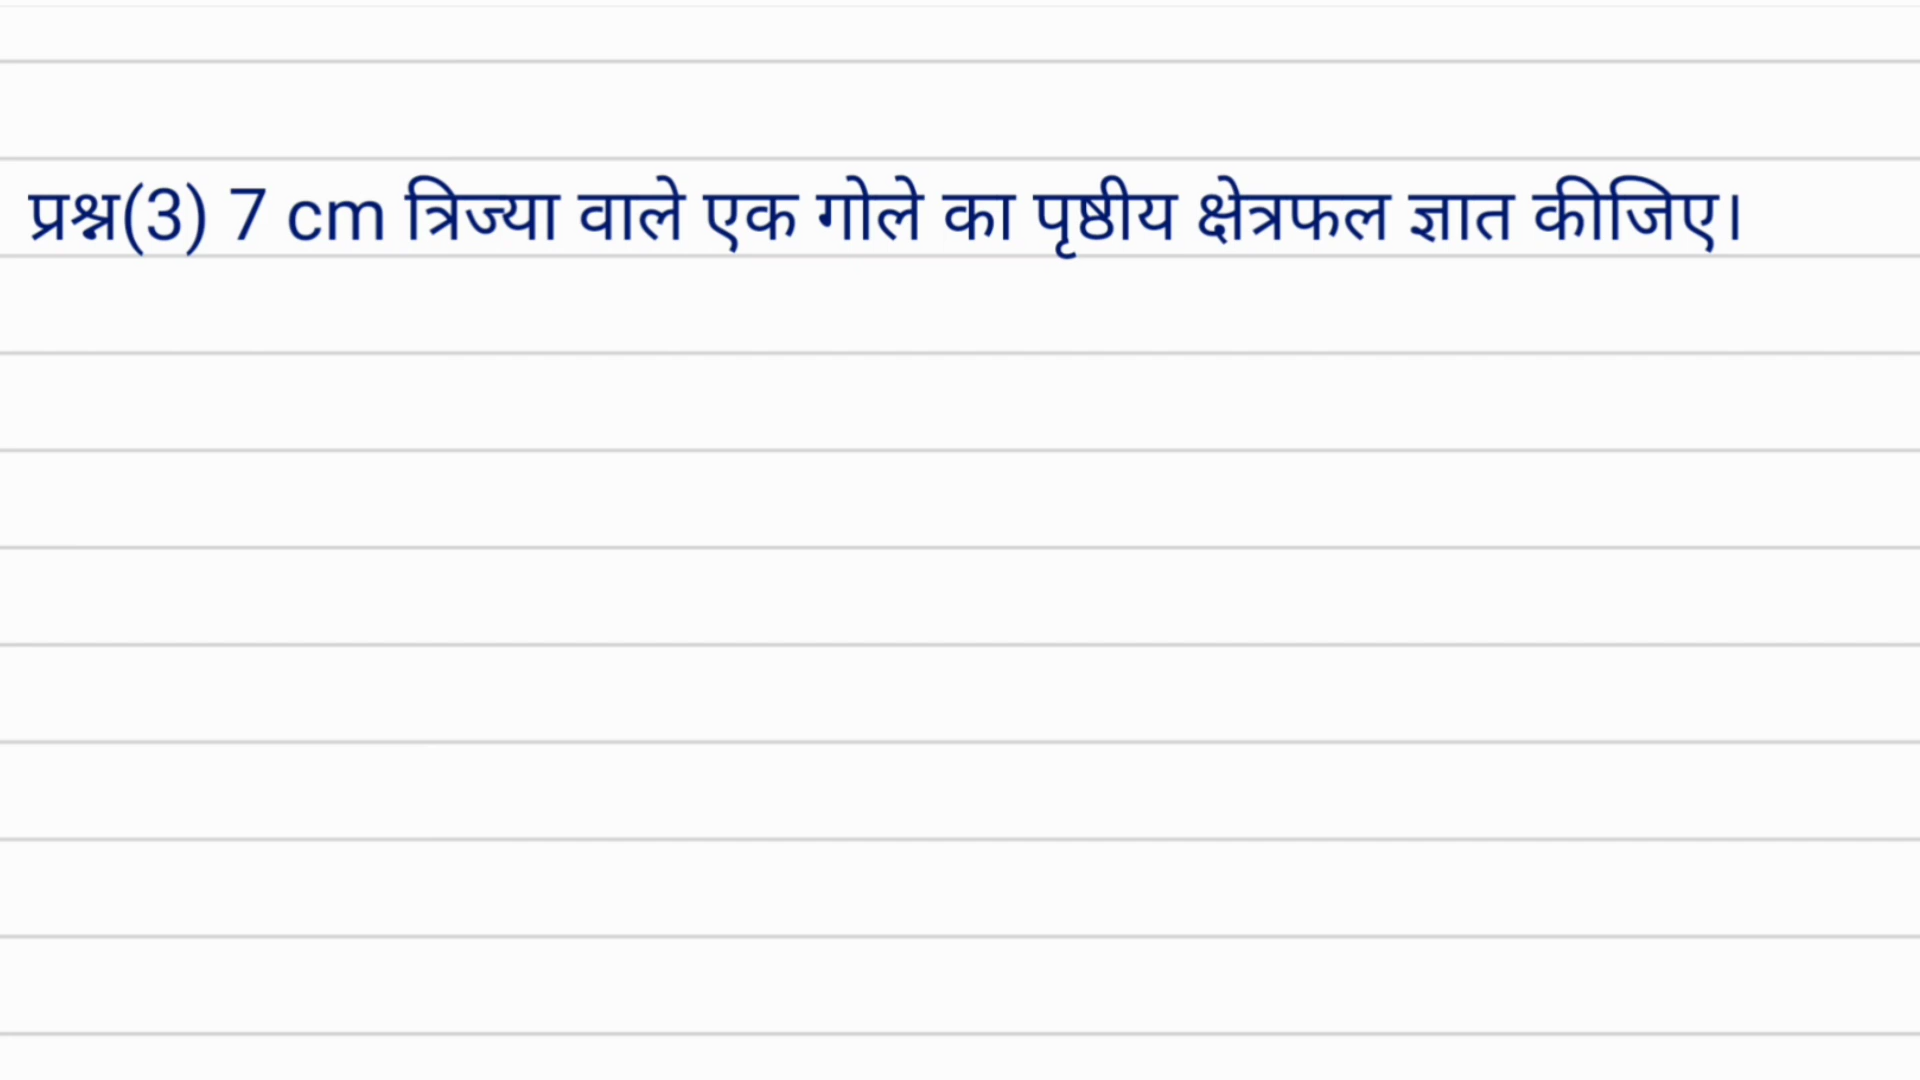 प्रश्न(3) 7 cm त्रिज्या वाले एक गोले का पृष्ठीय क्षेत्रफल ज्ञात कीजिए।